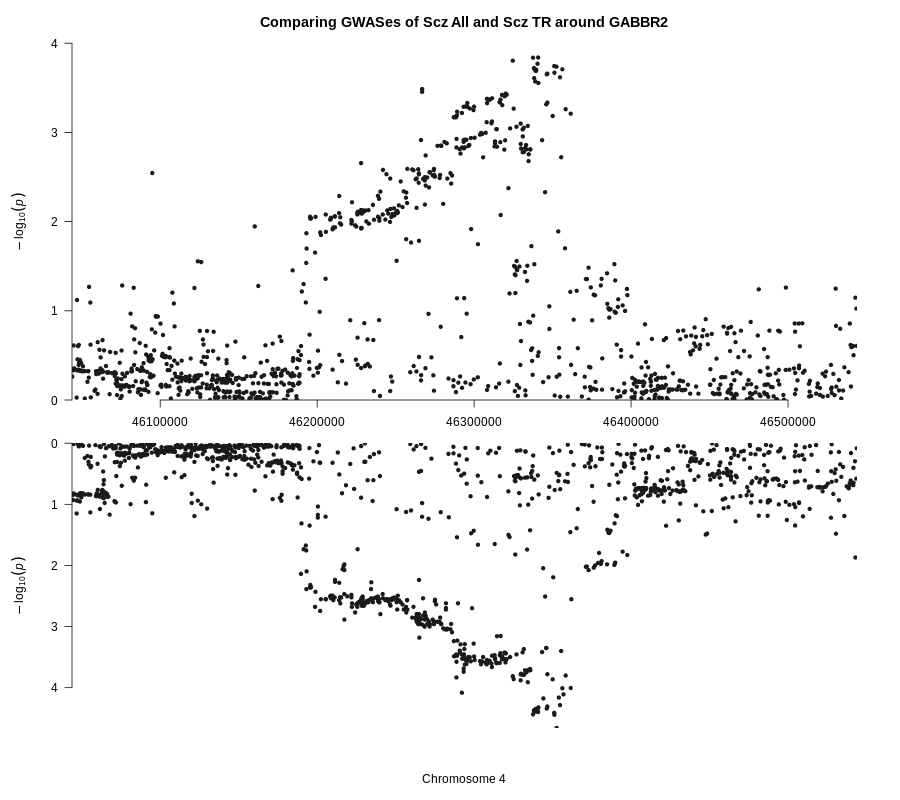 Comparing GWASes of Scz All and Scz TR around GABBR2
4
3
2
1
0
− log10(p)
46100000 46200000 46300000 46400000 46500000
0
1
2
3
4
− log10(p)
Chromosome 4